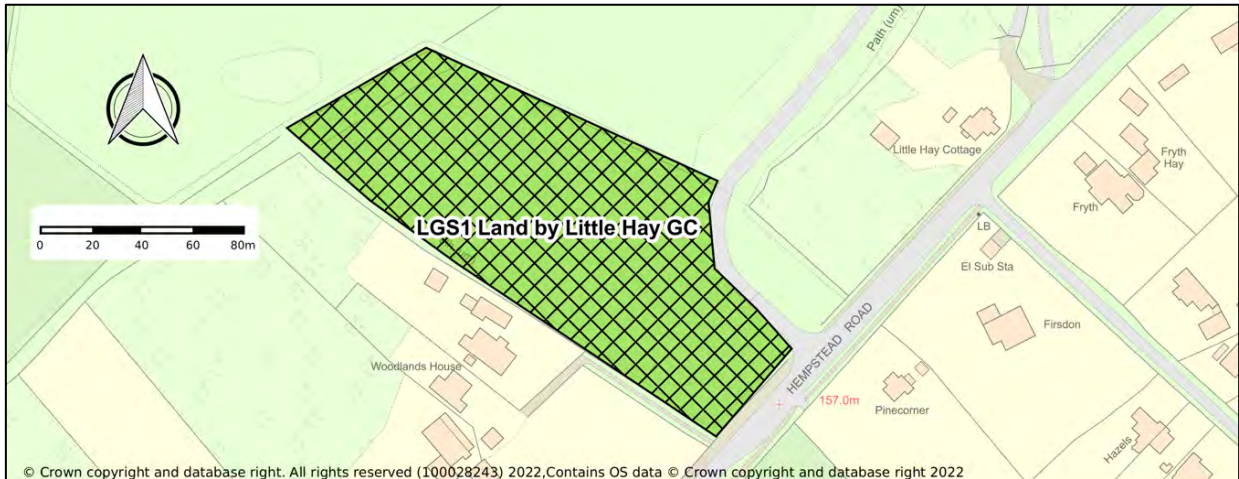 Path (um)
Little Hay Cottage
Fryth
Hay
Fryth
0 20 40 60 80m
LGS1 Land by Little Hay GC
LB
El Sub Sta
HEMPSTEAD ROAD
Firsdon
Woodlands House
157.0m
Pinecorner
Hazels
© Crown copyright and database right. All rights reserved (100028243) 2022,Contains OS data © Crown copyright and database right 2022